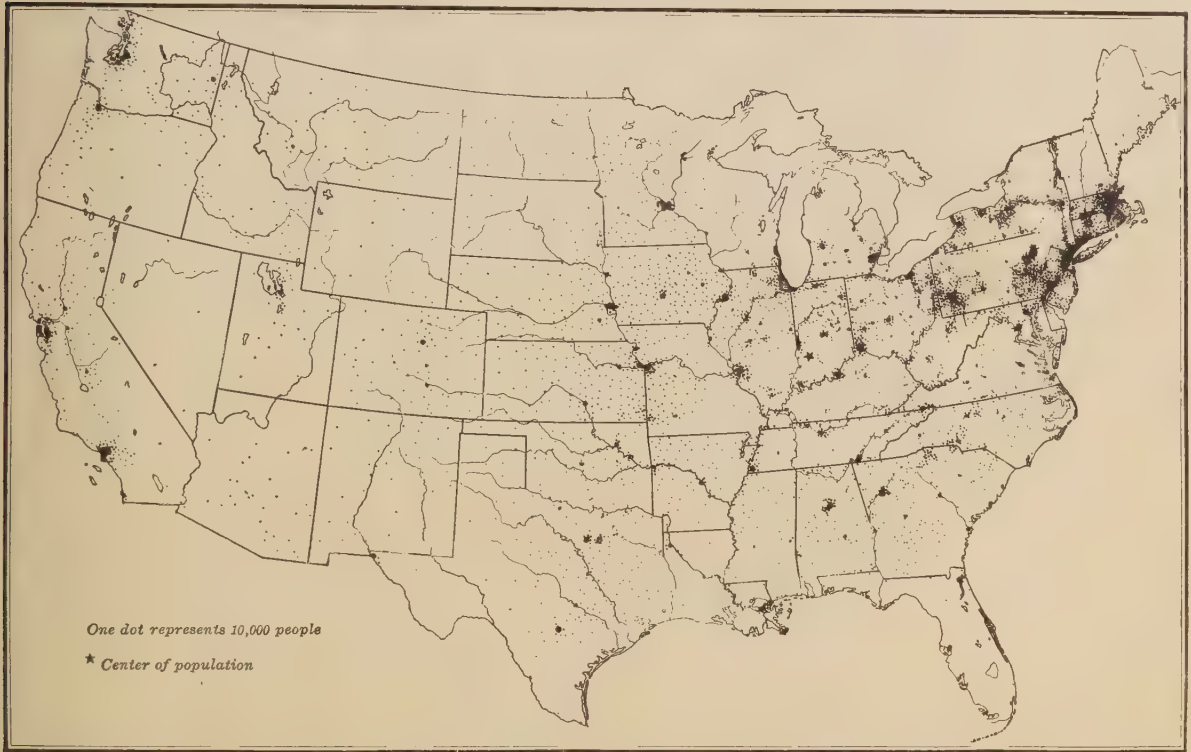 One dot represents 10,000 people
★ Center of population